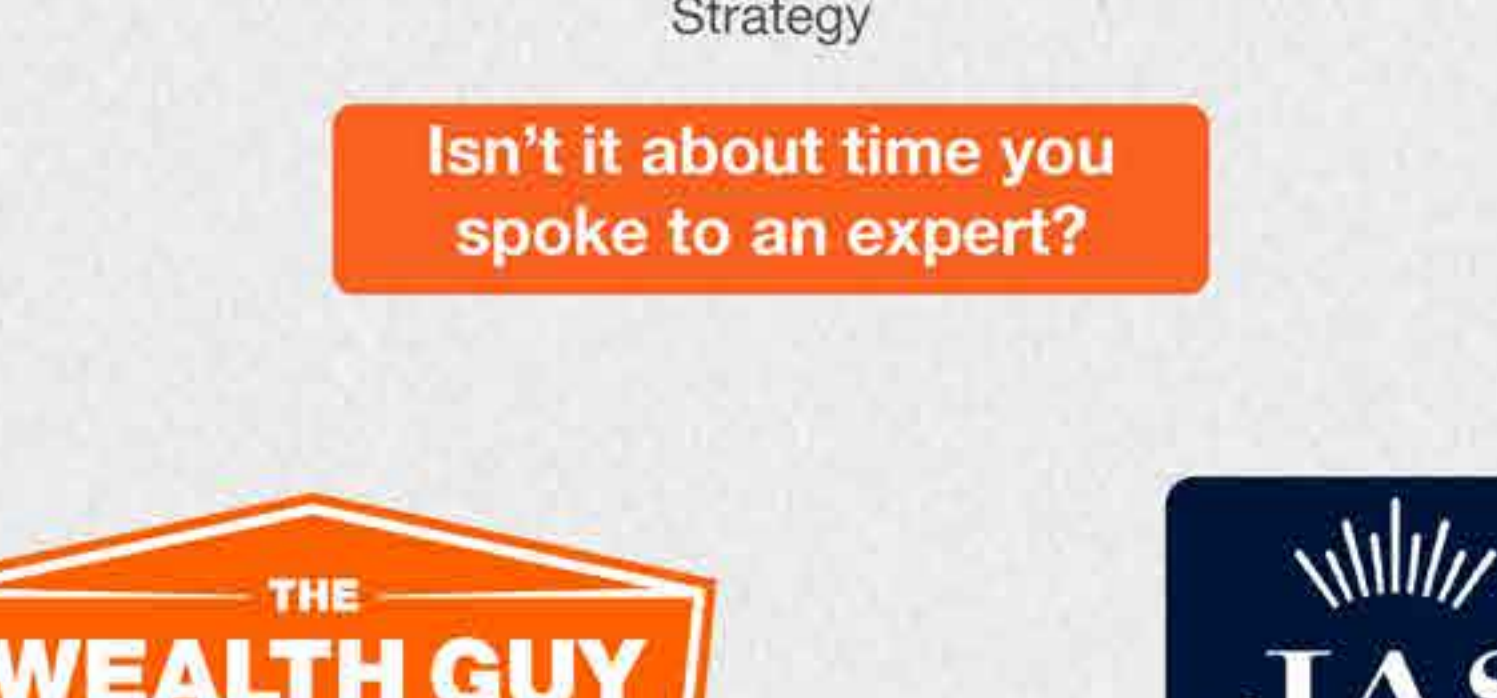 Strategy
Isn't it about time you
spoke to an expert?
THE
WEALTH GUY